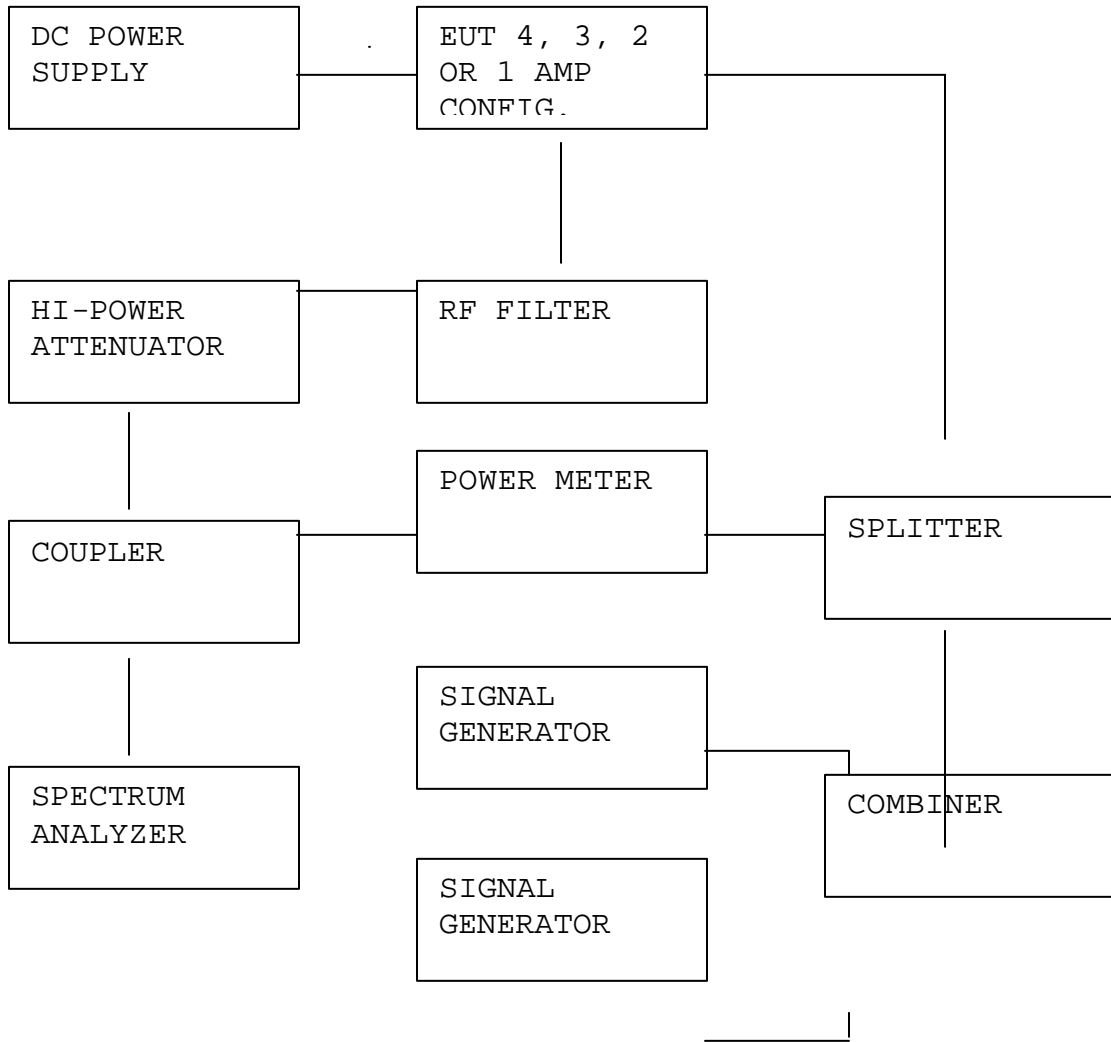 DC POWER
SUPPLY
EUT 4, 3, 2
OR 1 AMP
CONFIG.
HI-POWER
ATTENUATOR
RF FILTER
POWER METER
COUPLER
SPLITTER
SIGNAL
GENERATOR
SPECTRUM
ANALYZER
COMBINER
SIGNAL
GENERATOR